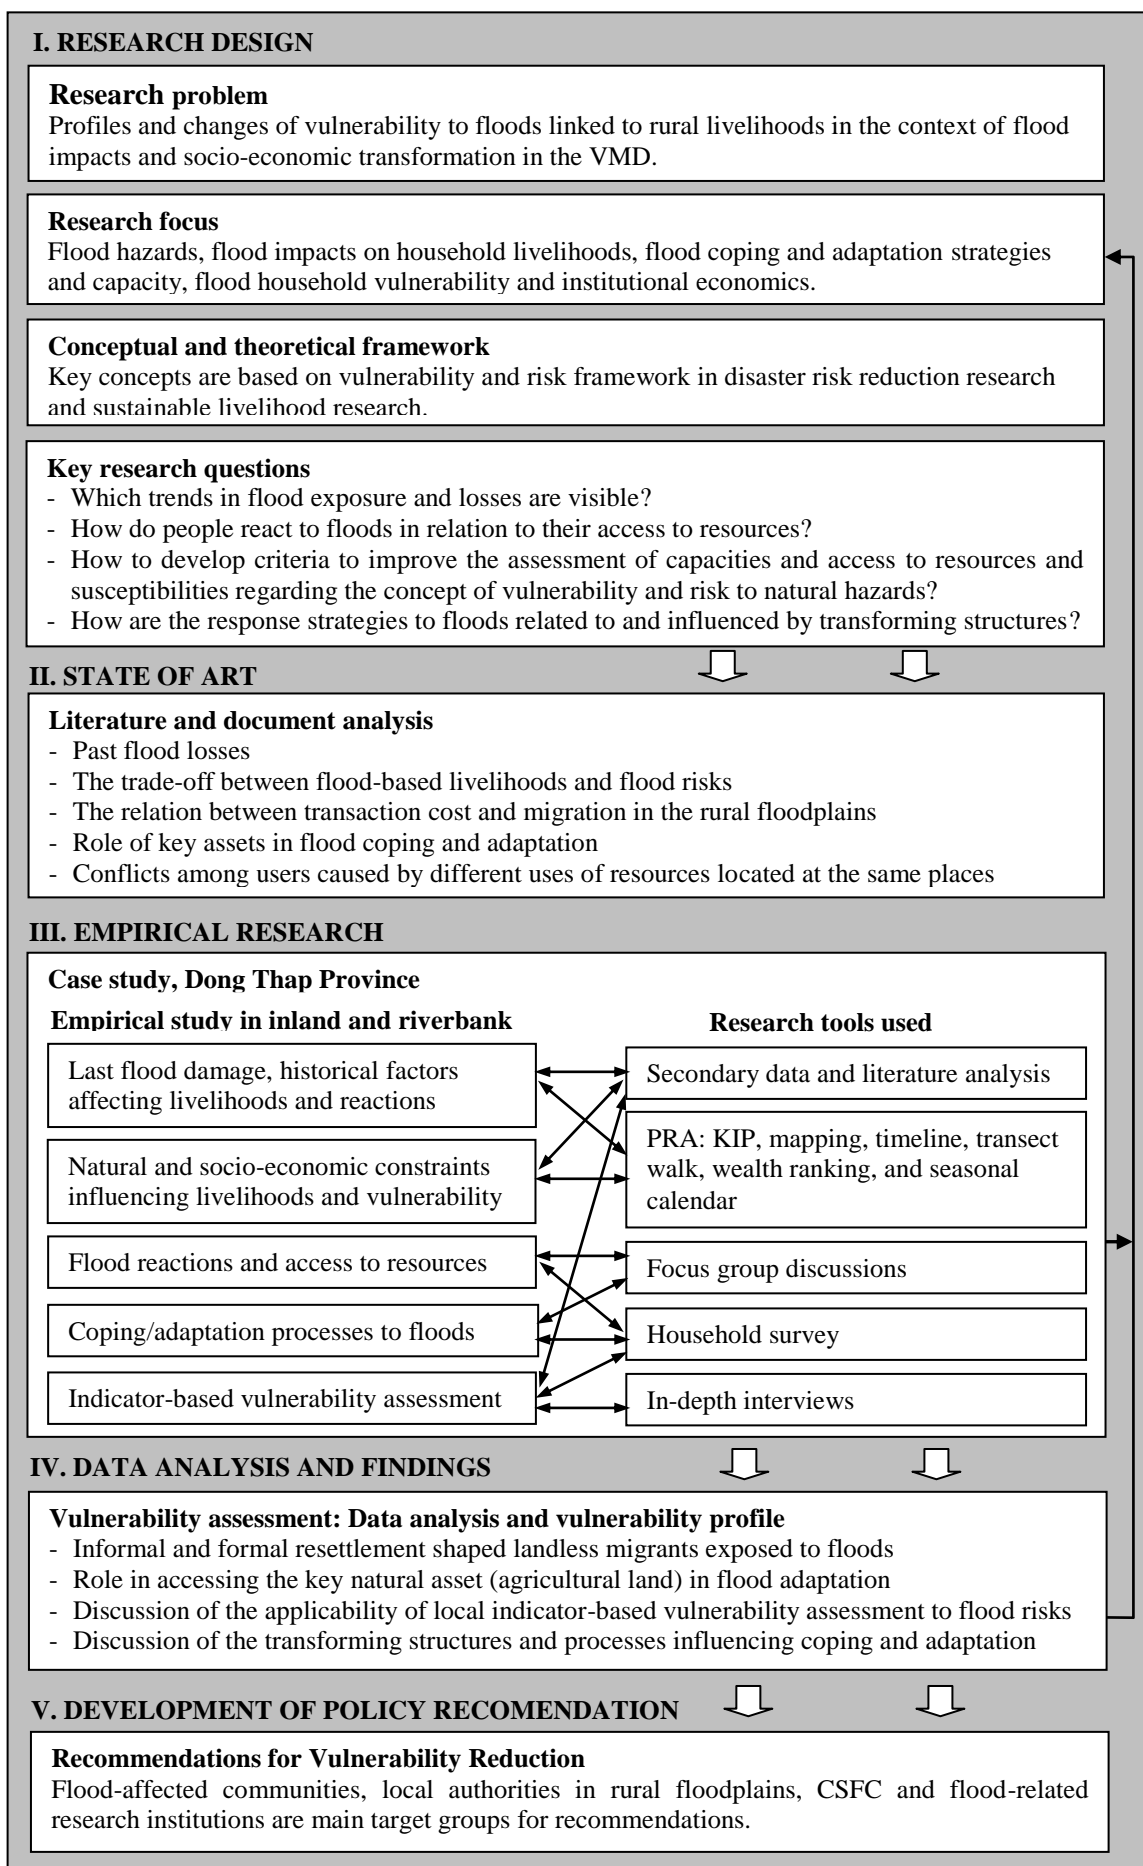 I. RESEARCH DESIGN
Research problem
Profiles and changes of vulnerability to floods linked to rural livelihoods in the context of flood
impacts and socio-economic transformation in the VMD.
Research focus
Flood hazards, flood impacts on household livelihoods, flood coping and adaptation strategies
and capacity, flood household vulnerability and institutional economics.
Conceptual and theoretical framework
Key concepts are based on vulnerability and risk framework in disaster risk reduction research
and sustainable livelihood research.
Key research questions
- Which trends in flood exposure and losses are visible?
- How do people react to floods in relation to their access to resources?
- How to develop criteria to improve the assessment of capacities and access to resources and
susceptibilities regarding the concept of vulnerability and risk to natural hazards?
- How are the response strategies to floods related to and influenced by transforming structures?
II. STATE OF ART
Literature and document analysis
- Past flood losses
- The trade-off between flood-based livelihoods and flood risks
- The relation between transaction cost and migration in the rural floodplains
- Role of key assets in flood coping and adaptation
- Conflicts among users caused by different uses of resources located at the same places
III. EMPIRICAL RESEARCH
Case study, Dong Thap Province
Empirical study in inland and riverbank
Last flood damage, historical factors
affecting livelihoods and reactions
Natural and socio-economic constraints
influencing livelihoods and vulnerability
Flood reactions and access to resources
Coping/adaptation processes to floods
Indicator-based vulnerability assessment
Research tools used
Secondary data and literature analysis
PRA: KIP, mapping, timeline, transect
walk, wealth ranking, and seasonal
calendar
Focus group discussions
Household survey
In-depth interviews
IV. DATA ANALYSIS AND FINDINGS
Vulnerability assessment: Data analysis and vulnerability profile
- Informal and formal resettlement shaped landless migrants exposed to floods
- Role in accessing the key natural asset (agricultural land) in flood adaptation
- Discussion of the applicability of local indicator-based vulnerability assessment to flood risks
- Discussion of the transforming structures and processes influencing coping and adaptation
V. DEVELOPMENT OF POLICY RECOMENDATION
Recommendations for Vulnerability Reduction
Flood-affected communities, local authorities in rural floodplains, CSFC and flood-related
research institutions are main target groups for recommendations.